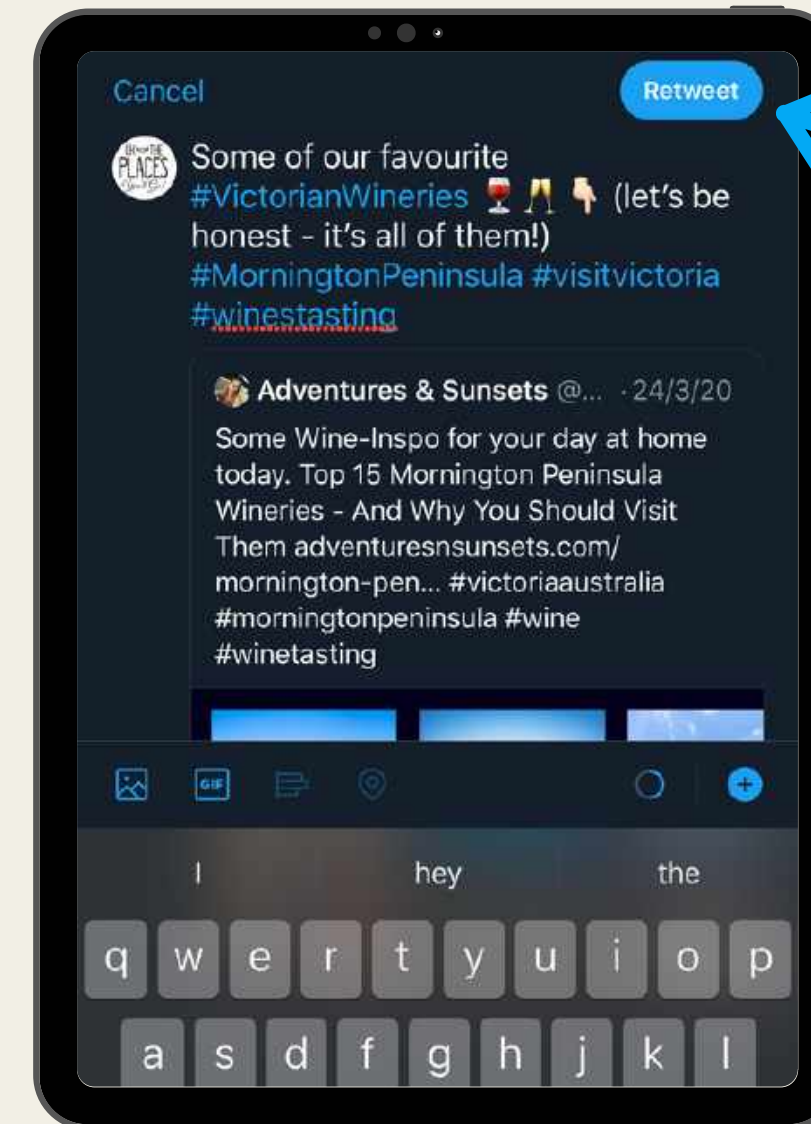 Cancel
Retweet
PLACES
Some of our favourite
#VictorianWineries 🍷 🥂 👇🏻 (let's be
honest - it's all of them!)
#MorningtonPeninsula #visitvictoria
#winestasting
Adventures & Sunsets @... · 24/3/20
Some Wine-Inspo for your day at home
today. Top 15 Mornington Peninsula
Wineries - And Why You Should Visit
Them adventuresnsunsets.com/
mornington-pen... #victoriaaustralia
#morningtonpeninsula #wine
#winetasting
GIF
I hey the
q w e r t y u i o p
a s d f g h j k l